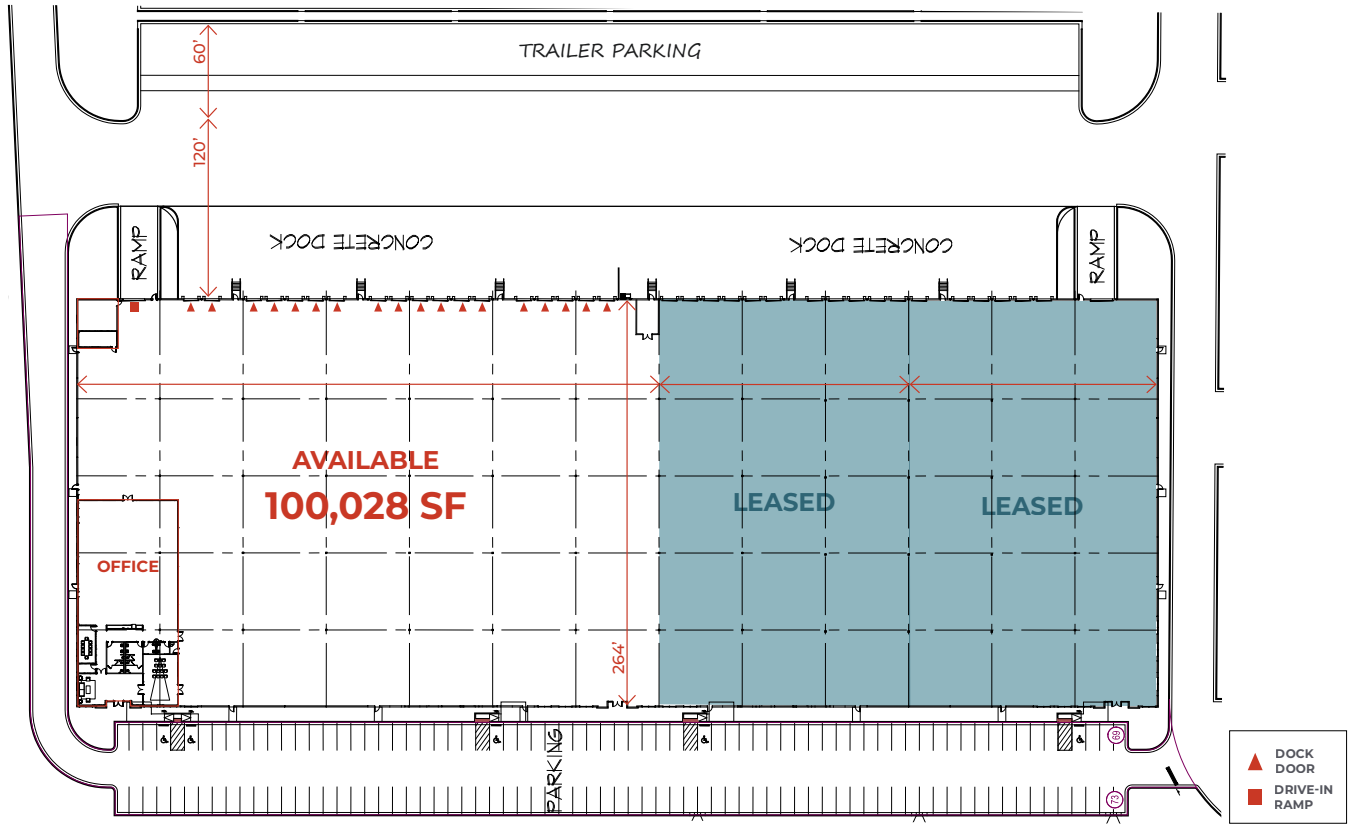 60'
TRAILER PARKING
120'
RAMP
CONCRETE DOCK
CONCRETE DOCK
RAMP
AVAILABLE
100,028 SF
LEASED
LEASED
OFFICE
264'
PARKING
69
73
DOCK
DOOR
DRIVE-IN
RAMP